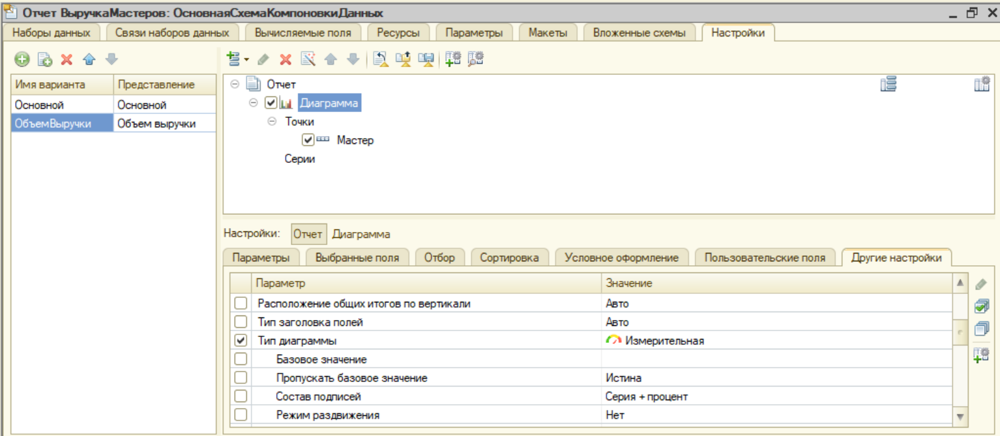 Отчет ВыручкаМастеров: ОсновнаяСхемаКомпоновкиДанных
Наборы данных Связи наборов данных Вычисляемые поля Ресурсы Параметры Макеты Вложенные схемы Настройки
Имя варианта Представление
Основной Основной
ОбъемВыручки Объем выручки
Отчет
Диаграмма
Точки
Мастер
Серии
Настройки: Отчет Диаграмма
Параметры Выбранные поля Отбор Сортировка Условное оформление Пользовательские поля Другие настройки
Параметр Значение
Расположение общих итогов по вертикали Авто
Тип заголовка полей Авто
Тип диаграммы Измерительная
Базовое значение
Пропускать базовое значение Истина
Состав подписей Серия + процент
Режим раздвижения Нет